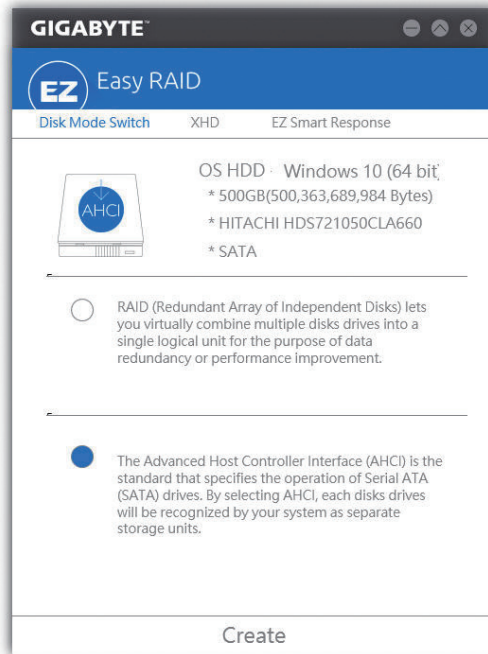 GIGABYTE™
EZ Easy RAID
Disk Mode Switch XHD EZ Smart Response
OS HDD · Windows 10 (64 bit)
* 500GB(500,363,689,984 Bytes)
AHCI
* HITACHI HDS721050CLA660
* SATA
RAID (Redundant Array of Independent Disks) lets
you virtually combine multiple disks drives into a
single logical unit for the purpose of data
redundancy or performance improvement.
The Advanced Host Controller Interface (AHCI) is the
standard that specifies the operation of Serial ATA
(SATA) drives. By selecting AHCI, each disks drives
will be recognized by your system as separate
storage units.
Create